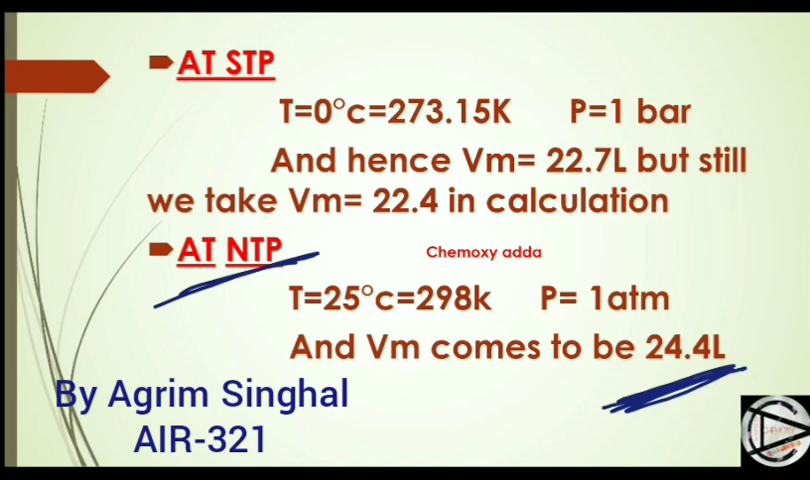 AT STP
T=0°c=273.15K P=1 bar
And hence Vm= 22.7L but still
we take Vm= 22.4 in calculation
AT NTP
Chemoxy adda
T=25°c=298k P= 1atm
And Vm comes to be 24.4L
By Agrim Singhal
AIR-321